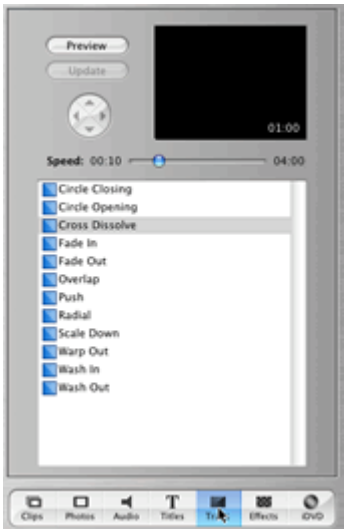 Preview
Update
01:00
Speed: 00:10 04:00
Circle Closing
Circle Opening
Cross Dissolve
Fade In
Fade Out
Overlap
Push
Radial
Scale Down
Warp Out
Wash In
Wash Out
Clips Photos Audio Titles Effects iDVD